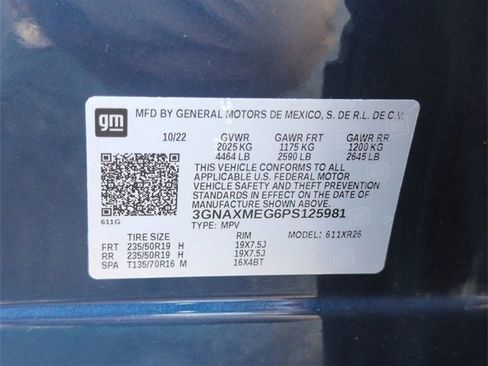 gm
MFD BY GENERAL MOTORS DE MEXICO, S. DE R.L. DE C.V.
10/22 GVWR GAWR FRT GAWR RR
2025 KG 1175 KG 1200 KG
4464 LB 2590 LB 2645 LB
THIS VEHICLE CONFORMS TO ALL
APPLICABLE U.S. FEDERAL MOTOR
VEHICLE SAFETY AND THEFT PREVENTION
STANDARDS IN EFFECT ON THE DATE OF
MANUFACTURE SHOWN ABOVE.
3GNAXMEG6PS125981
611G
TYPE: MPV
TIRE SIZE RIM MODEL: 611XR26
FRT 235/50R19 H 19X7.5J
RR 235/50R19 H 19X7.5J
SPA T135/70R16 M 16X4BT